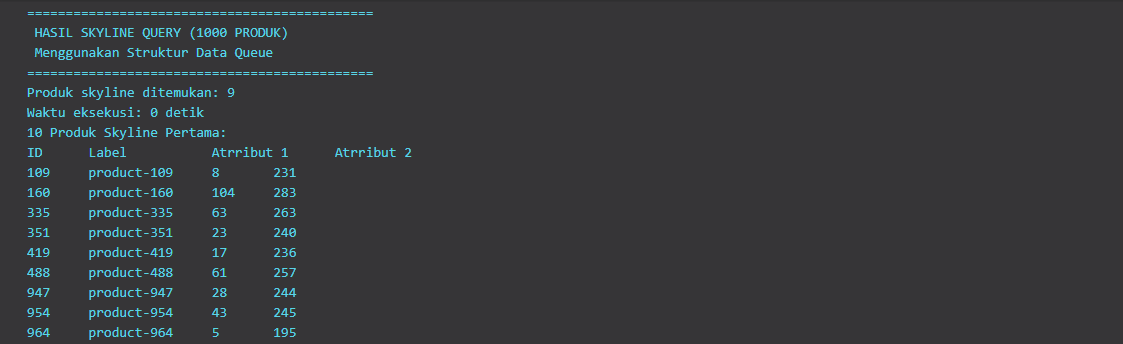 =============================================
HASIL SKYLINE QUERY (1000 PRODUK)
Menggunakan Struktur Data Queue
=============================================
Produk skyline ditemukan: 9
Waktu eksekusi: 0 detik
10 Produk Skyline Pertama:
ID Label Atrribut 1 Atrribut 2
109 product-109 8 231
160 product-160 104 283
335 product-335 63 263
351 product-351 23 240
419 product-419 17 236
488 product-488 61 257
947 product-947 28 244
954 product-954 43 245
964 product-964 5 195